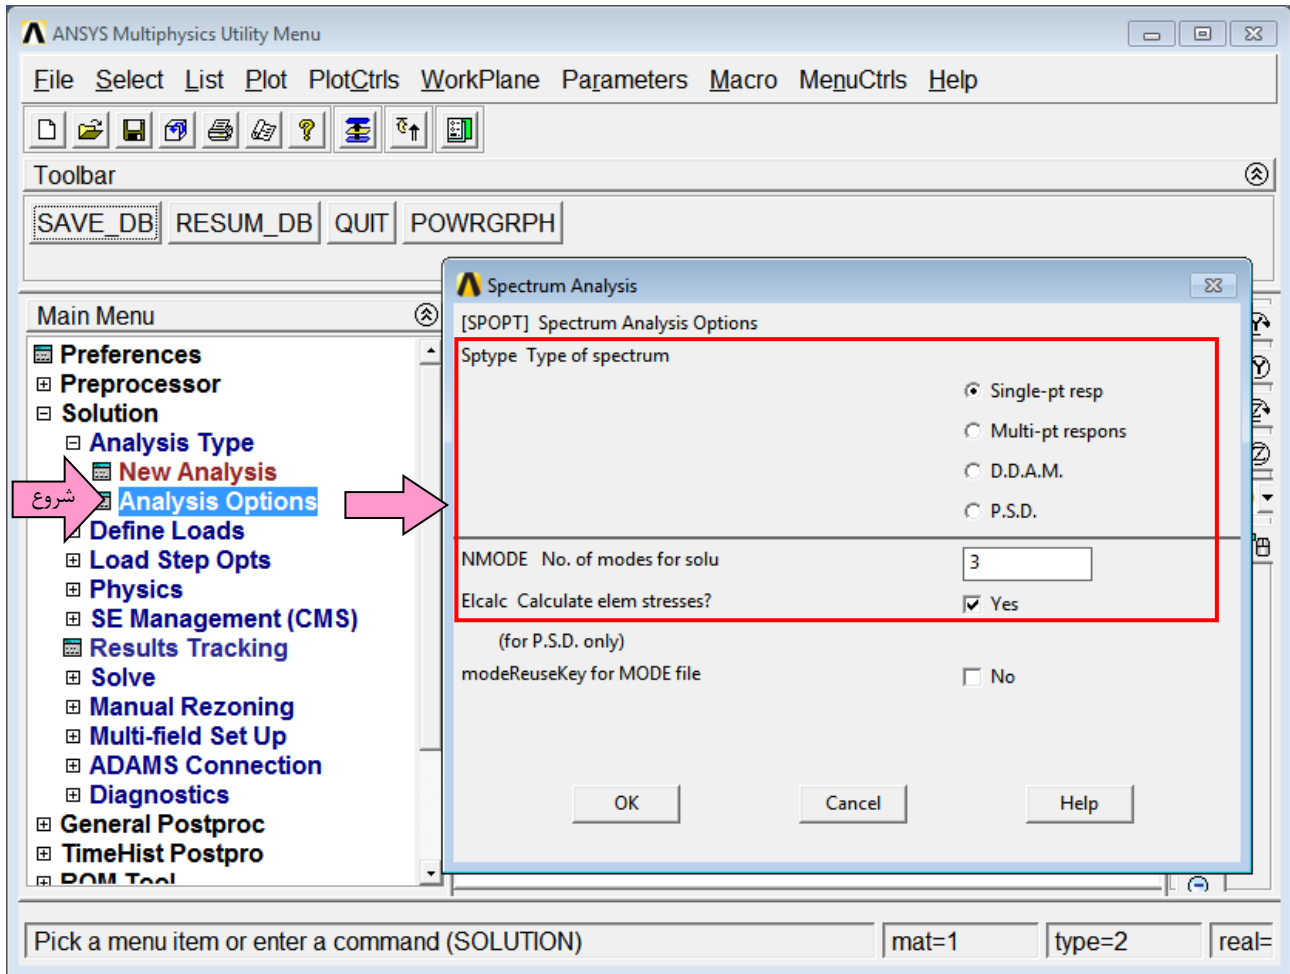 ANSYS Multiphysics Utility Menu
File Select List Plot PlotCtrls WorkPlane Parameters Macro MenuCtrls Help
Toolbar
SAVE_DB RESUM_DB QUIT POWRGRPH
Main Menu
Preferences
Preprocessor
Solution
Analysis Type
New Analysis
شروع
Analysis Options
Define Loads
Load Step Opts
Physics
SE Management (CMS)
Results Tracking
Solve
Manual Rezoning
Multi-field Set Up
ADAMS Connection
Diagnostics
General Postproc
TimeHist Postpro
ROM Tool
Spectrum Analysis
[SPOPT] Spectrum Analysis Options
Sptype Type of spectrum
Single-pt resp
Multi-pt respons
D.D.A.M.
P.S.D.
NMODE No. of modes for solu 3
Elcalc Calculate elem stresses? Yes
(for P.S.D. only)
modeReuseKey for MODE file No
OK Cancel Help
Pick a menu item or enter a command (SOLUTION) mat=1 type=2 real=